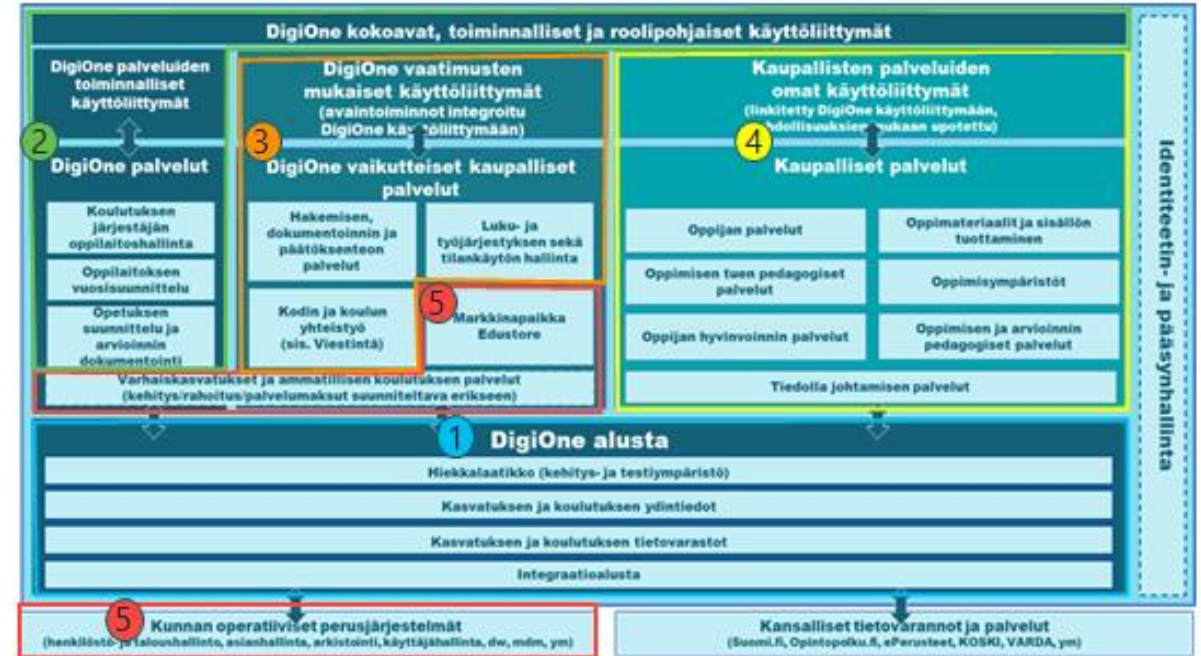 DigiOne kokoavat, toiminnalliset ja roolipohjaiset käyttöliittymät
DigiOne palveluiden
toiminnalliset
käyttöliittymät
2
DigiOne palvelut
Koulutuksen
järjestäjän
oppilaitoshallinta
Oppilaitoksen
vuosisuunnittelu
Opetuksen
suunnittelu ja
arvioinnin
dokumentointi
DigiOne vaatimusten
mukaiset käyttöliittymät
(avaintoiminnot integroitu
DigiOne käyttöliittymään)
3
DigiOne vaikutteiset kaupalliset
palvelut
Hakemisen,
dokumentoinnin ja
päätöksenteon
palvelut
Luku- ja
työjärjestyksen sekä
tilankäytön hallinta
Kodin ja koulun
yhteistyö
(sis. Viestintä)
5
Markkinapaikka
Edustore
Varhaiskasvatukset ja ammatillisen koulutuksen palvelut
(kehitys/rahoitus/palvelumaksut suunniteltava erikseen)
Kaupallisten palveluiden
omat käyttöliittymät
(linkitetty DigiOne käyttöliittymään,
mukaan upotettu)
4
Kaupalliset palvelut
Oppijan palvelut
Oppimateriaalit ja sisällön
tuottaminen
Oppimisen tuen pedagogiset
palvelut
Oppimisympäristöt
Oppijan hyvinvoinnin palvelut
Oppimisen ja arvioinnin
pedagogiset palvelut
Tiedolla johtamisen palvelut
Identiteetin- ja pääsynhallinta
1
DigiOne alusta
Hiekkalaatikko (kehitys- ja testiympäristö)
Kasvatuksen ja koulutuksen ydintiedot
Kasvatuksen ja koulutuksen tietovarastot
Integraatioalusta
5
Kunnan operatiiviset perusjärjestelmät
(henkilöstö- ja taloushallinto, asianhallinta, arkistointi, käyttäjähallinta, dw, mdm, ym)
Kansalliset tietovarannot ja palvelut
(Suomi.fi, Opintopolku.fi, ePerusteet, KOSKI, VARDA, ym)